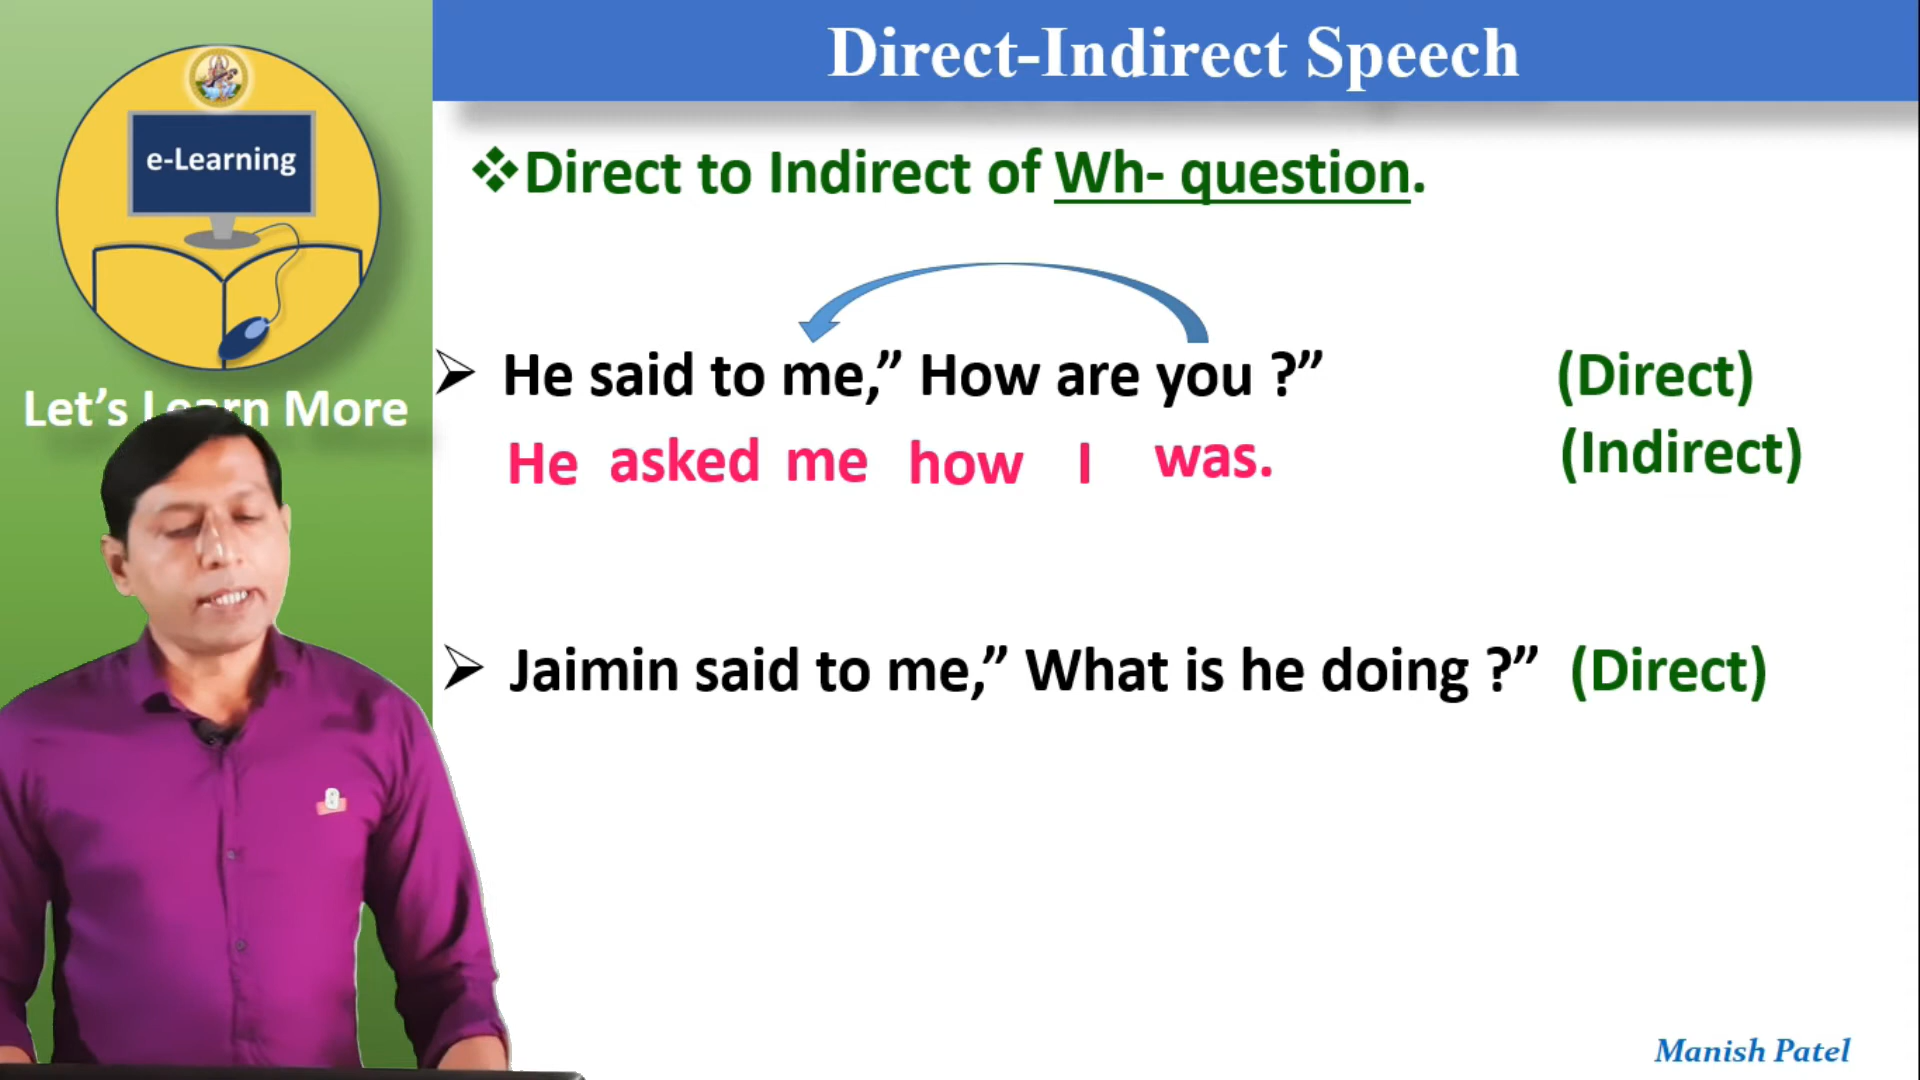 Direct-Indirect Speech
e-Learning
Let's Learn More
❖Direct to Indirect of Wh- question.
➢ He said to me,” How are you ?” (Direct)
He asked me how I was. (Indirect)
➢ Jaimin said to me,” What is he doing ?” (Direct)
Manish Patel